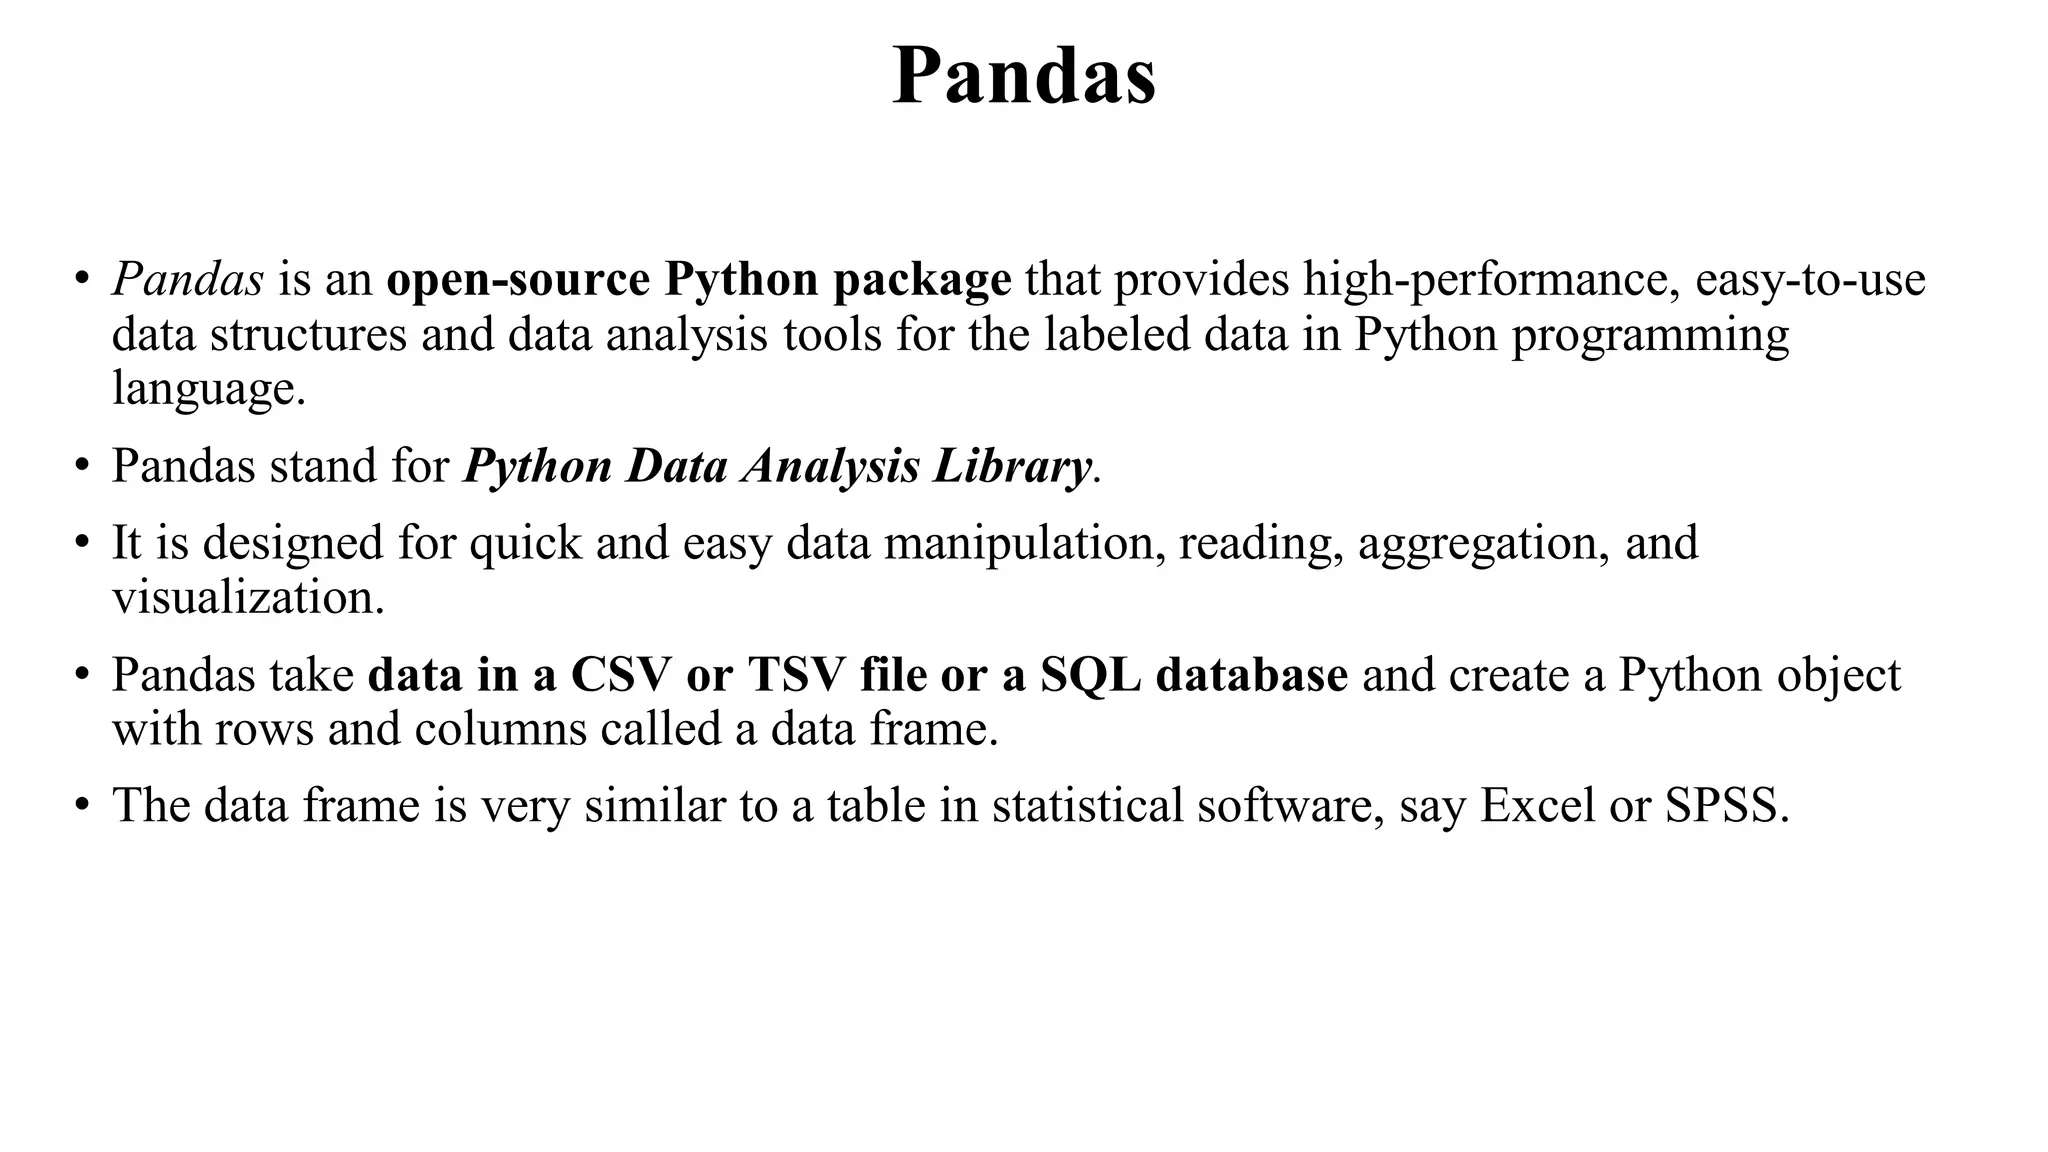 Pandas
• Pandas is an open-source Python package that provides high-performance, easy-to-use
data structures and data analysis tools for the labeled data in Python programming
language.
• Pandas stand for Python Data Analysis Library.
• It is designed for quick and easy data manipulation, reading, aggregation, and
visualization.
• Pandas take data in a CSV or TSV file or a SQL database and create a Python object
with rows and columns called a data frame.
• The data frame is very similar to a table in statistical software, say Excel or SPSS.